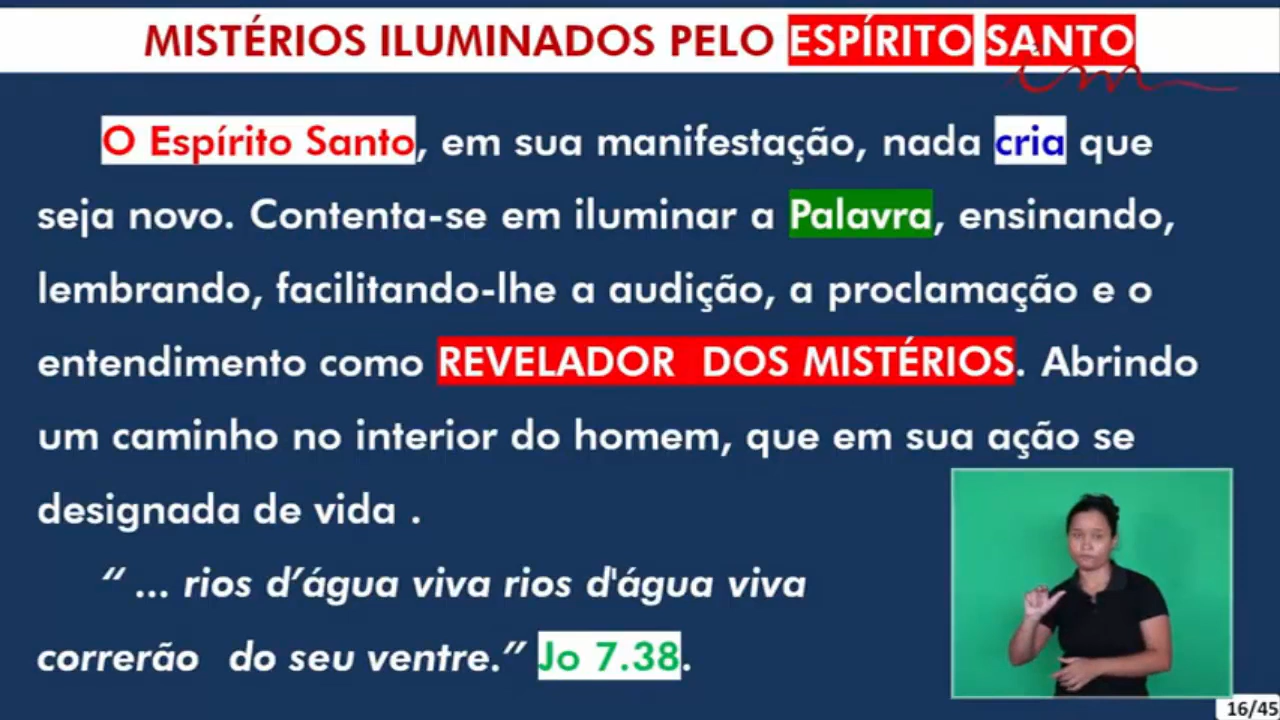 MISTÉRIOS ILUMINADOS PELO ESPÍRITO SANTO
O Espírito Santo, em sua manifestação, nada cria que
seja novo. Contenta-se em iluminar a Palavra, ensinando,
lembrando, facilitando-lhe a audição, a proclamação e o
entendimento como REVELADOR  DOS MISTÉRIOS. Abrindo
um caminho no interior do homem, que em sua ação se
designada de vida .
“ ... rios d’água viva rios d'água viva
correrão  do seu ventre.” Jo 7.38.
16/45